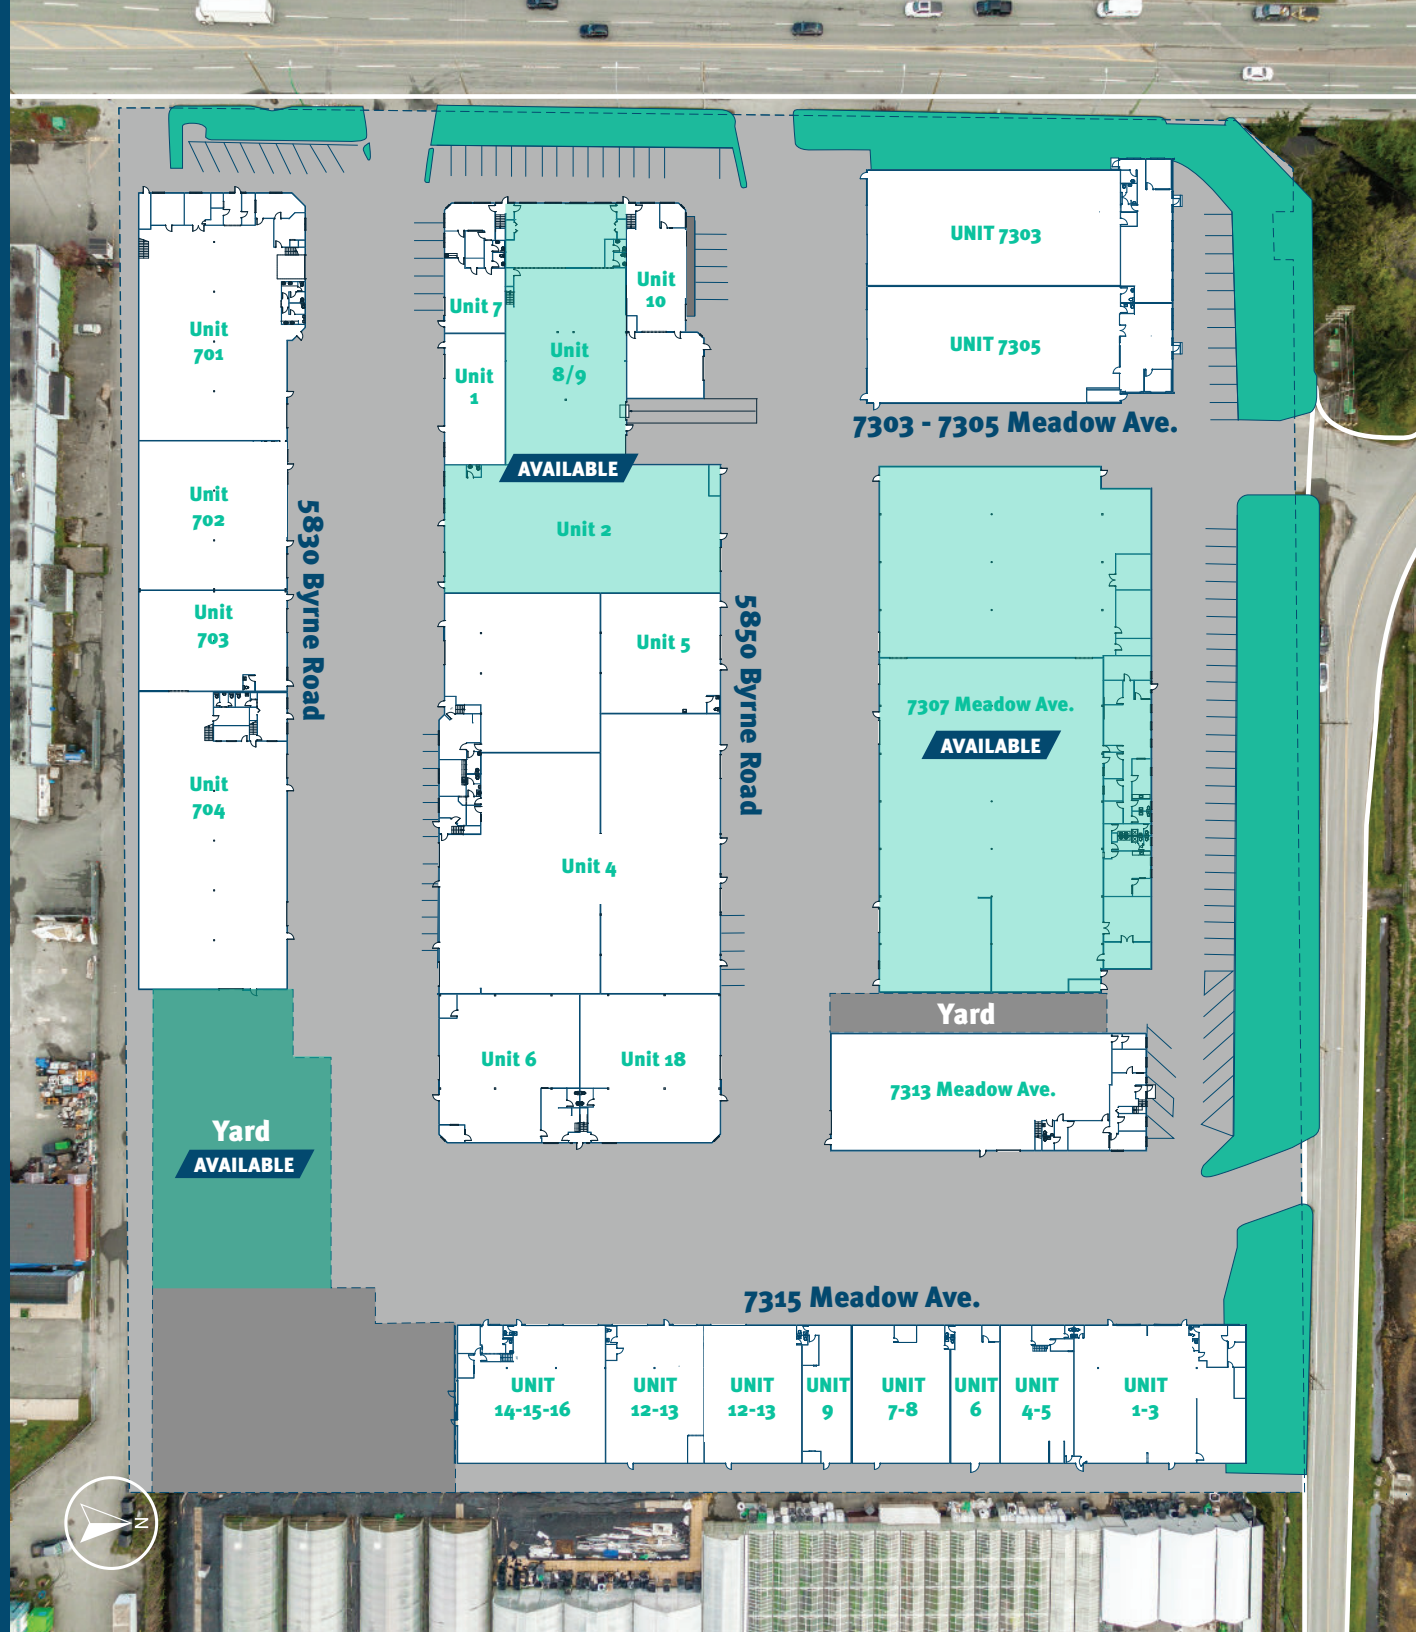 UNIT 7303
Unit
10
Unit 7
Unit
701
UNIT 7305
Unit
8/9
Unit
1
7303 - 7305 Meadow Ave.
AVAILABLE
Unit
702
Unit 2
5830 Byrne Road
Unit
703
Unit 5
5850 Byrne Road
7307 Meadow Ave.
AVAILABLE
Unit
704
Unit 4
Yard
Unit 6
Unit 18
7313 Meadow Ave.
Yard
AVAILABLE
7315 Meadow Ave.
UNIT
14-15-16
UNIT
12-13
UNIT
12-13
UNIT
9
UNIT
7-8
UNIT
6
UNIT
4-5
UNIT
1-3
N